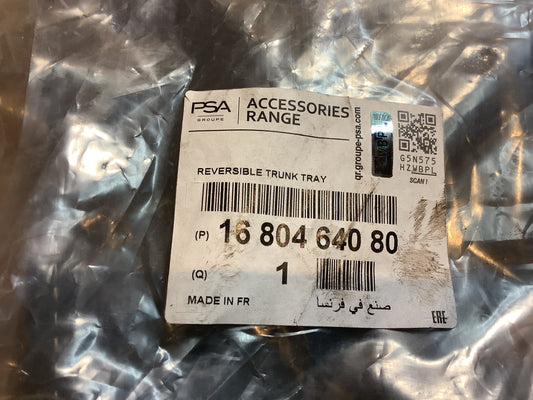 PSA
GROUPE
ACCESSORIES
RANGE
qr.groupe-psa.com
G5N575
HZWBPL
SCAN !
REVERSIBLE TRUNK TRAY
(P) 16 804 640 80
(Q) 1
MADE IN FR
صنع في فرنسا